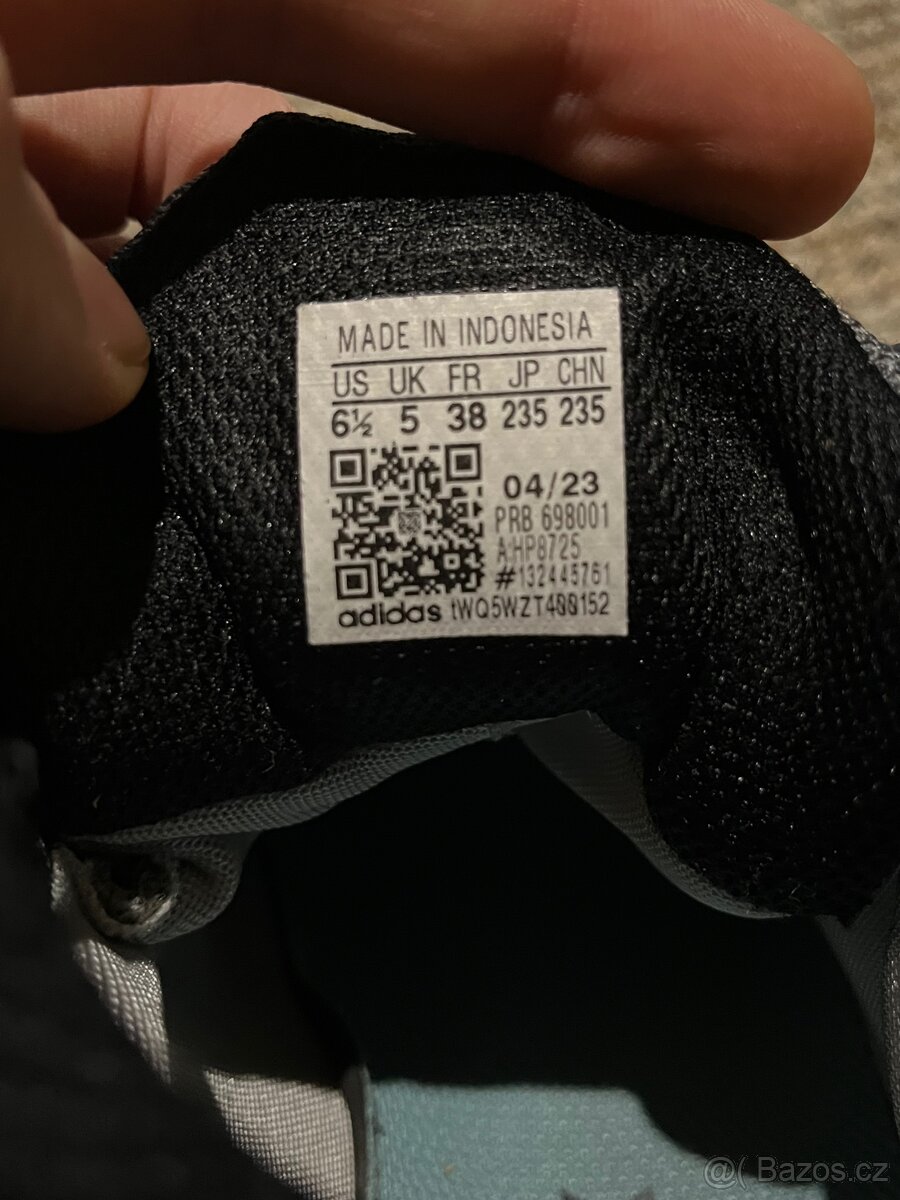 MADE IN INDONESIA
US UK FR JP CHN
6½ 5 38 235 235
04/23
PRB 698001
A:HP8725
#132445761
adidas tWQ5WZT400152
@( Bazos.cz